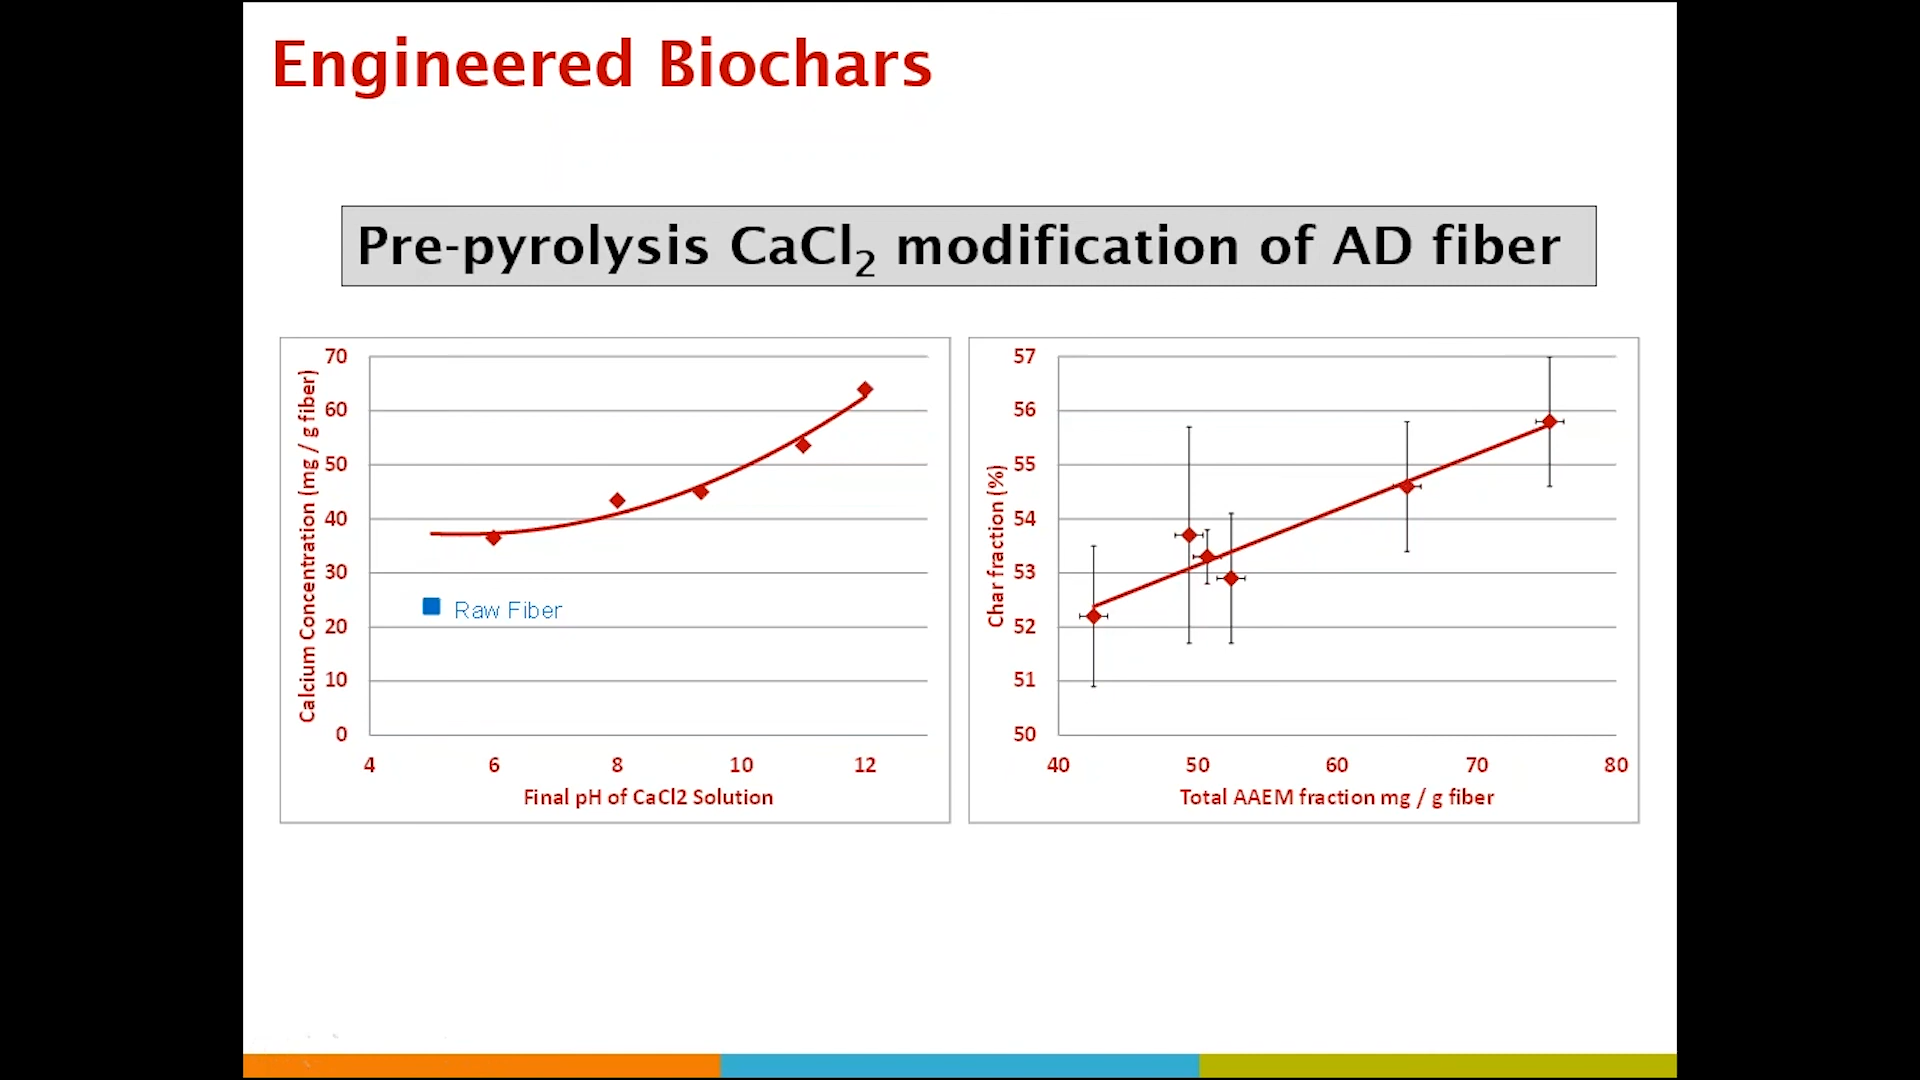 Engineered Biochars
Pre-pyrolysis CaCl₂ modification of AD fiber
Calcium Concentration (mg / g fiber)
70
60
50
40
30
20
10
0
Raw Fiber
4 6 8 10 12
Final pH of CaCl2 Solution
Char fraction (%)
57
56
55
54
53
52
51
50
40 50 60 70 80
Total AAEM fraction mg / g fiber